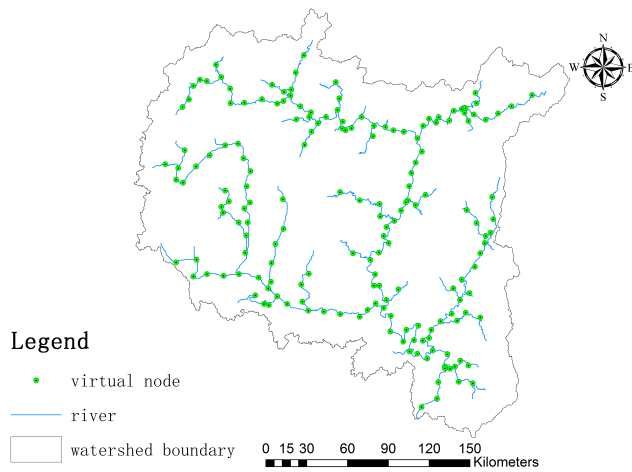 N
W E
S
Legend
virtual node
river
watershed boundary
0 15 30 60 90 120 150
Kilometers